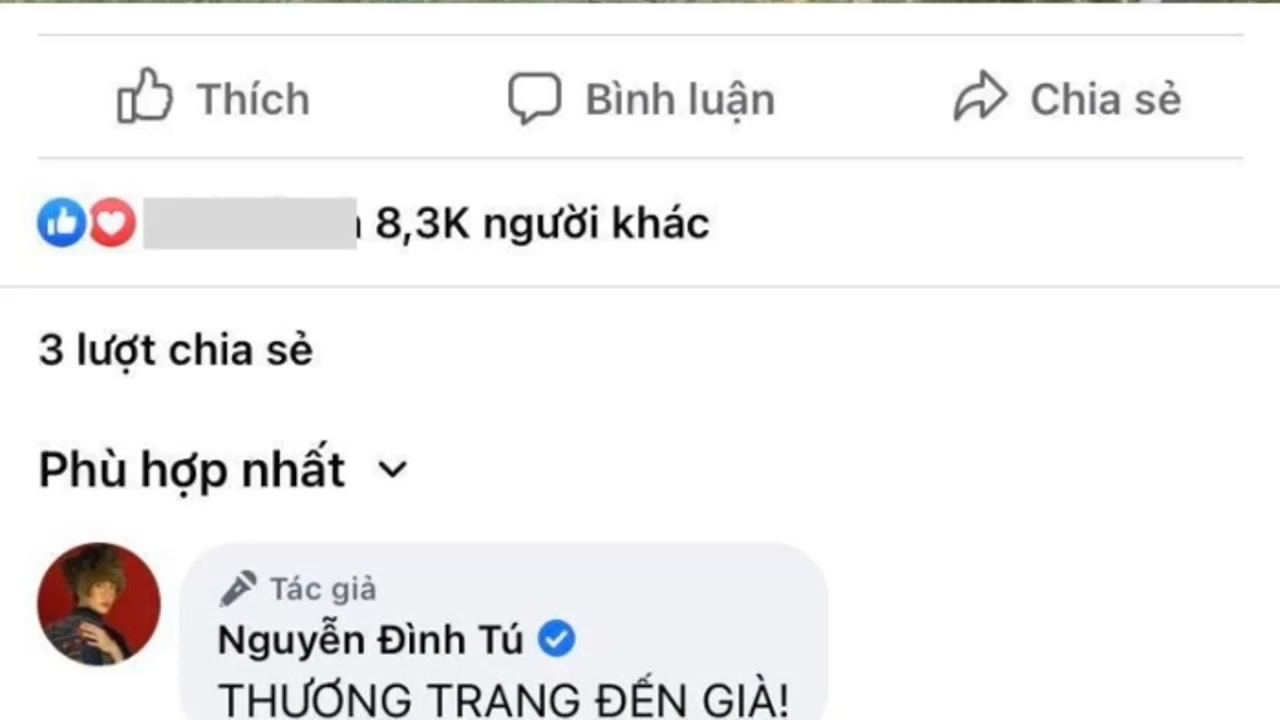 Thích Bình luận Chia sẻ
8,3K người khác
3 lượt chia sẻ
Phù hợp nhất
Tác giả
Nguyễn Đình Tú
THƯƠNG TRANG ĐẾN GIÀ!